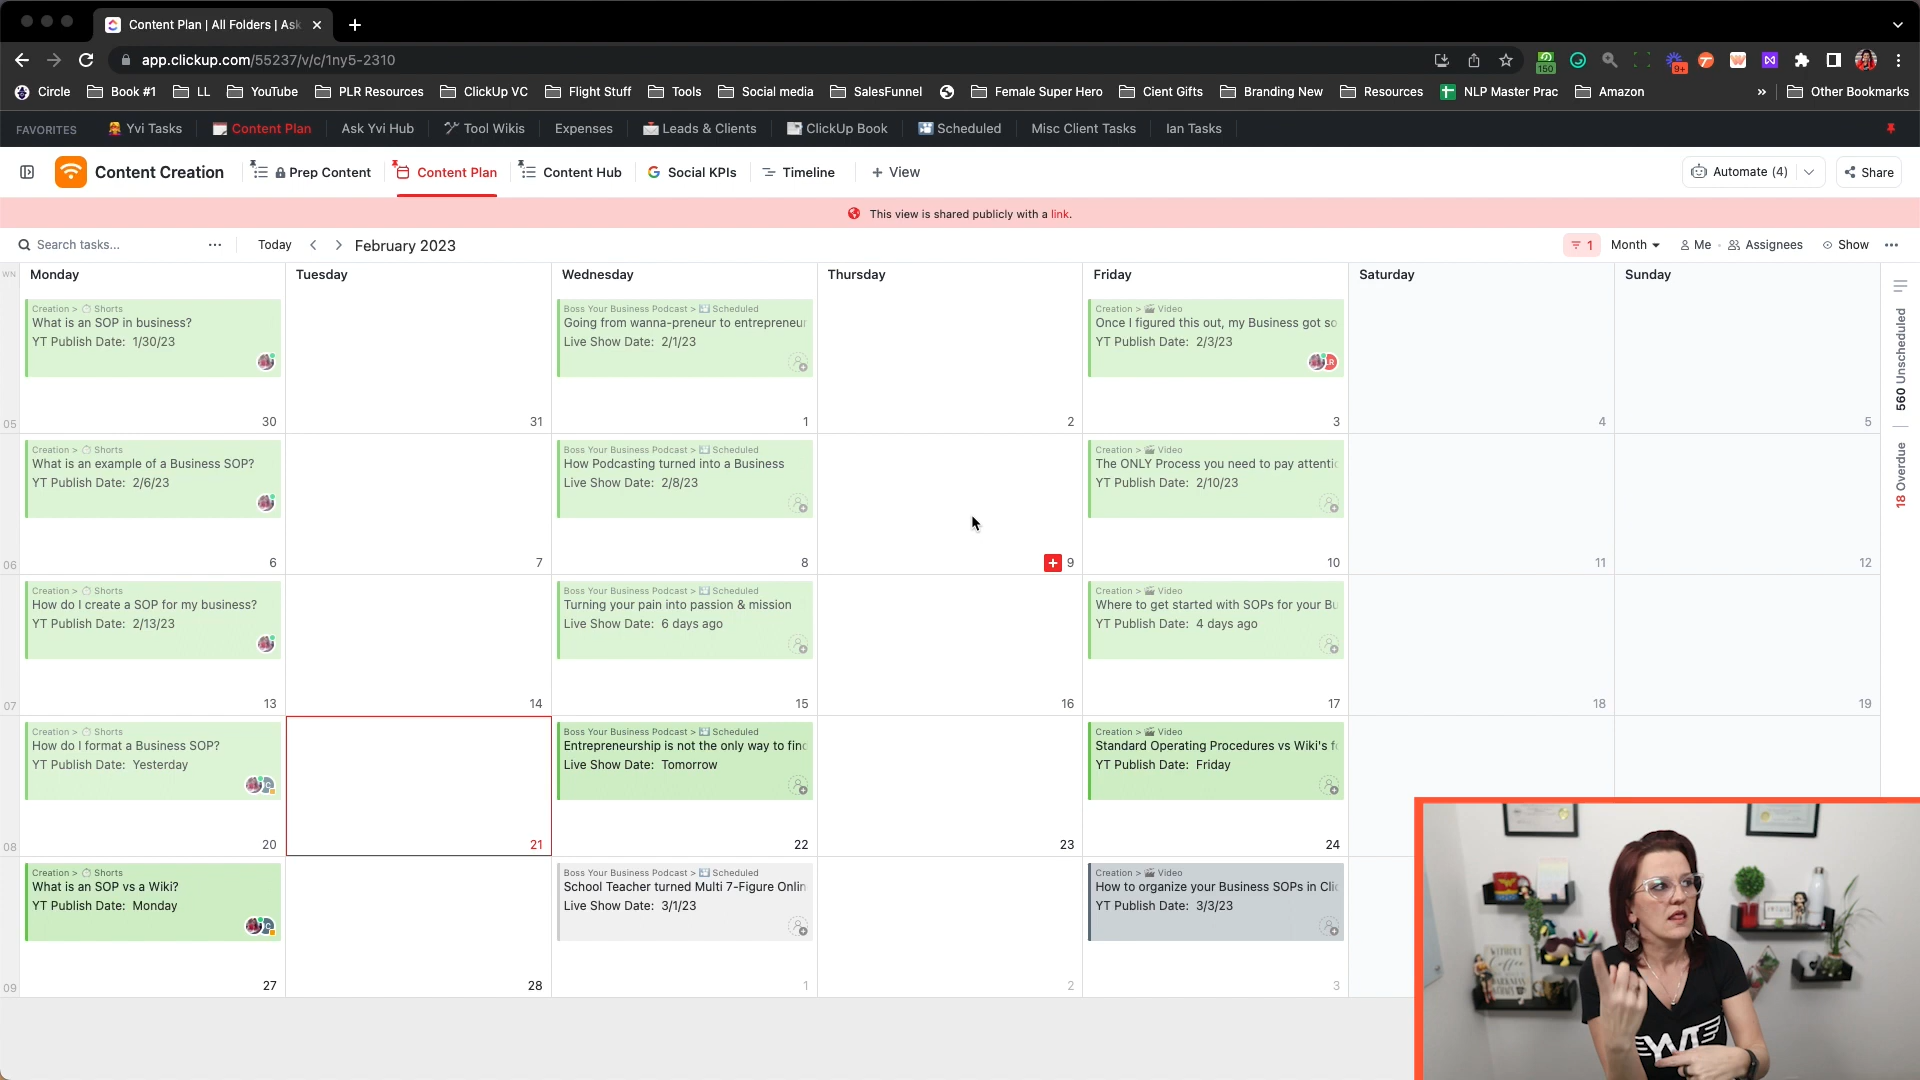 Content Plan | All Folders | Ask
app.clickup.com/55237/v/c/1ny5-2310
150
9+
Circle
Book #1
LL
YouTube
PLR Resources
ClickUp VC
Flight Stuff
Tools
Social media
SalesFunnel
Female Super Hero
Cient Gifts
Branding New
Resources
NLP Master Prac
Amazon
»
Other Bookmarks
FAVORITES
Yvi Tasks
Content Plan
Ask Yvi Hub
Tool Wikis
Expenses
Leads & Clients
ClickUp Book
Scheduled
Misc Client Tasks
Ian Tasks
Content Creation
Prep Content
Content Plan
Content Hub
Social KPIs
Timeline
+ View
Automate (4)
Share
This view is shared publicly with a link.
Search tasks...
Today
February 2023
1
Month
Me
Assignees
Show
WN
Monday
Tuesday
Wednesday
Thursday
Friday
Saturday
Sunday
Creation > Shorts
What is an SOP in business?
YT Publish Date: 1/30/23
Boss Your Business Podcast > Scheduled
Going from wanna-preneur to entrepreneur
Live Show Date: 2/1/23
Creation > Video
Once I figured this out, my Business got so
YT Publish Date: 2/3/23
R
05
30
31
1
2
3
4
5
Creation > Shorts
What is an example of a Business SOP?
YT Publish Date: 2/6/23
Boss Your Business Podcast > Scheduled
How Podcasting turned into a Business
Live Show Date: 2/8/23
Creation > Video
The ONLY Process you need to pay attentic
YT Publish Date: 2/10/23
06
6
7
8
9
10
11
12
Creation > Shorts
How do I create a SOP for my business?
YT Publish Date: 2/13/23
Boss Your Business Podcast > Scheduled
Turning your pain into passion & mission
Live Show Date: 6 days ago
Creation > Video
Where to get started with SOPs for your Bu
YT Publish Date: 4 days ago
07
13
14
15
16
17
18
19
Creation > Shorts
How do I format a Business SOP?
YT Publish Date: Yesterday
Boss Your Business Podcast > Scheduled
Entrepreneurship is not the only way to find
Live Show Date: Tomorrow
Creation > Video
Standard Operating Procedures vs Wiki's f
YT Publish Date: Friday
08
20
21
22
23
24
Creation > Shorts
What is an SOP vs a Wiki?
YT Publish Date: Monday
Boss Your Business Podcast > Scheduled
School Teacher turned Multi 7-Figure Onlin
Live Show Date: 3/1/23
Creation > Video
How to organize your Business SOPs in Clic
YT Publish Date: 3/3/23
09
27
28
1
2
3
560 Unscheduled
18 Overdue
WITHOUT
Coffee
YVI